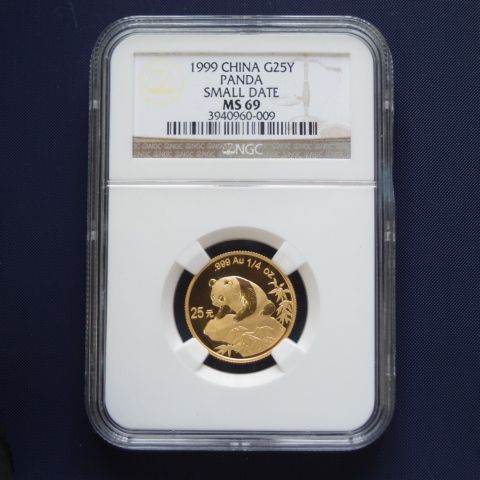 1999 CHINA G25Y
PANDA
SMALL DATE
MS 69
3940960-009
NGC
.999 Au 1/4 oz
25元